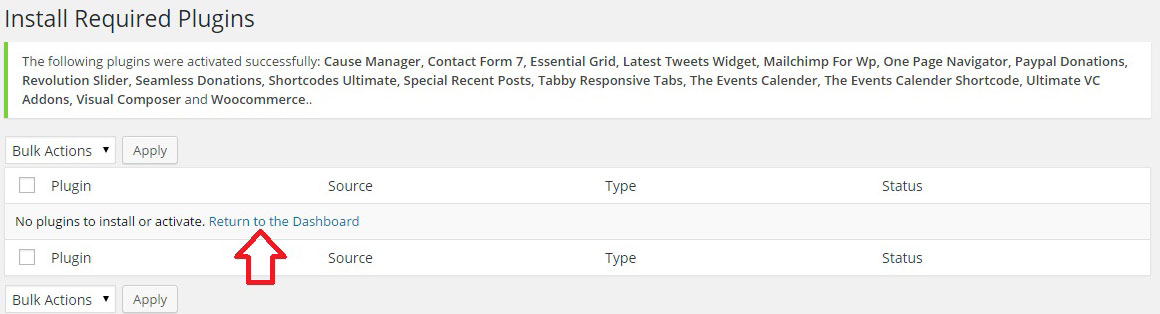 Install Required Plugins
The following plugins were activated successfully: Cause Manager, Contact Form 7, Essential Grid, Latest Tweets Widget, Mailchimp For Wp, One Page Navigator, Paypal Donations,
Revolution Slider, Seamless Donations, Shortcodes Ultimate, Special Recent Posts, Tabby Responsive Tabs, The Events Calender, The Events Calender Shortcode, Ultimate VC
Addons, Visual Composer and Woocommerce..
Bulk Actions Apply
Plugin Source Type Status
No plugins to install or activate. Return to the Dashboard
Plugin Source Type Status
Bulk Actions Apply